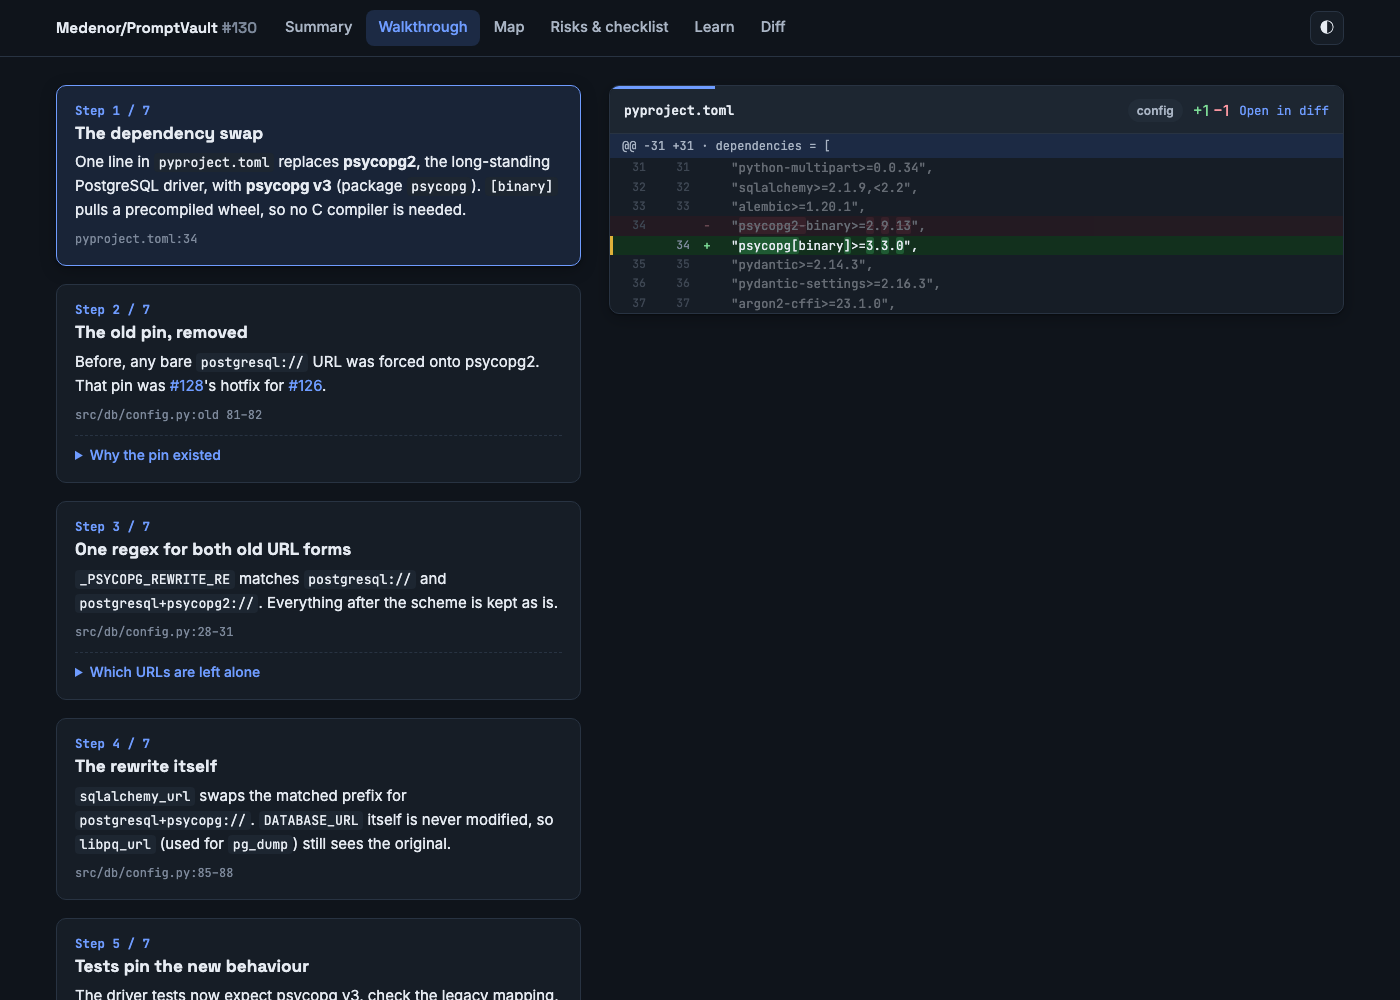 Medenor/PromptVault #130
Summary
Walkthrough
Map
Risks & checklist
Learn
Diff
Step 1 / 7
The dependency swap
One line in pyproject.toml replaces psycopg2, the long-standing
PostgreSQL driver, with psycopg v3 (package psycopg). [binary]
pulls a precompiled wheel, so no C compiler is needed.
pyproject.toml:34
Step 2 / 7
The old pin, removed
Before, any bare postgresql:// URL was forced onto psycopg2.
That pin was #128's hotfix for #126.
src/db/config.py:old 81–82
▶ Why the pin existed
Step 3 / 7
One regex for both old URL forms
_PSYCOPG_REWRITE_RE matches postgresql:// and
postgresql+psycopg2://. Everything after the scheme is kept as is.
src/db/config.py:28–31
▶ Which URLs are left alone
Step 4 / 7
The rewrite itself
sqlalchemy_url swaps the matched prefix for
postgresql+psycopg://. DATABASE_URL itself is never modified, so
libpq_url (used for pg_dump) still sees the original.
src/db/config.py:85–88
Step 5 / 7
Tests pin the new behaviour
The driver tests now expect psycopg v3, check the legacy mapping,
pyproject.toml
config +1 −1 Open in diff
@@ -31 +31 · dependencies = [
31 31 "python-multipart>=0.0.34",
32 32 "sqlalchemy>=2.1.9,<2.2",
33 33 "alembic>=1.20.1",
34 - "psycopg2-binary>=2.9.13",
34 + "psycopg[binary]>=3.3.0",
35 35 "pydantic>=2.14.3",
36 36 "pydantic-settings>=2.16.3",
37 37 "argon2-cffi>=23.1.0",